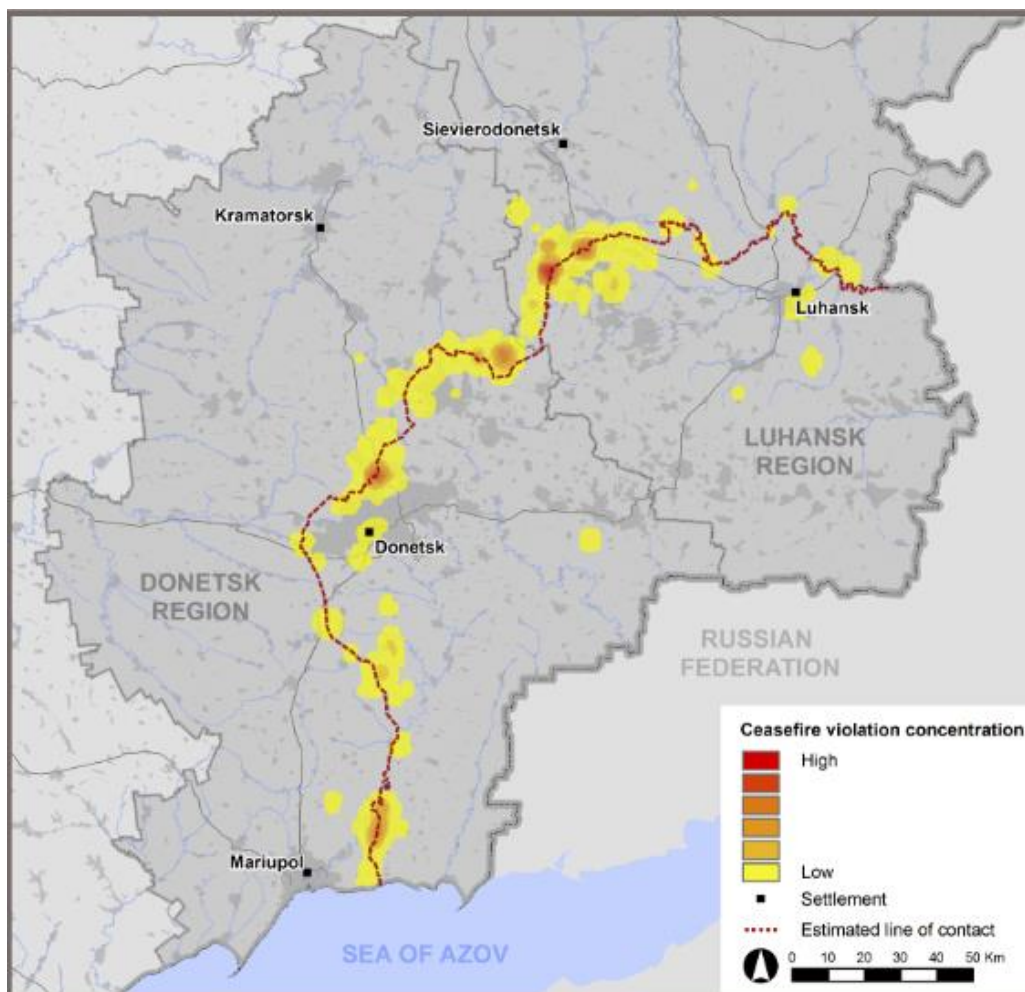 Sievierodonetsk
Kramatorsk
Luhansk
LUHANSK
REGION
Donetsk
DONETSK
REGION
RUSSIAN
FEDERATION
Mariupol
SEA OF AZOV
Ceasefire violation concentration
High
Low
Settlement
Estimated line of contact
0 10 20 30 40 50 Km